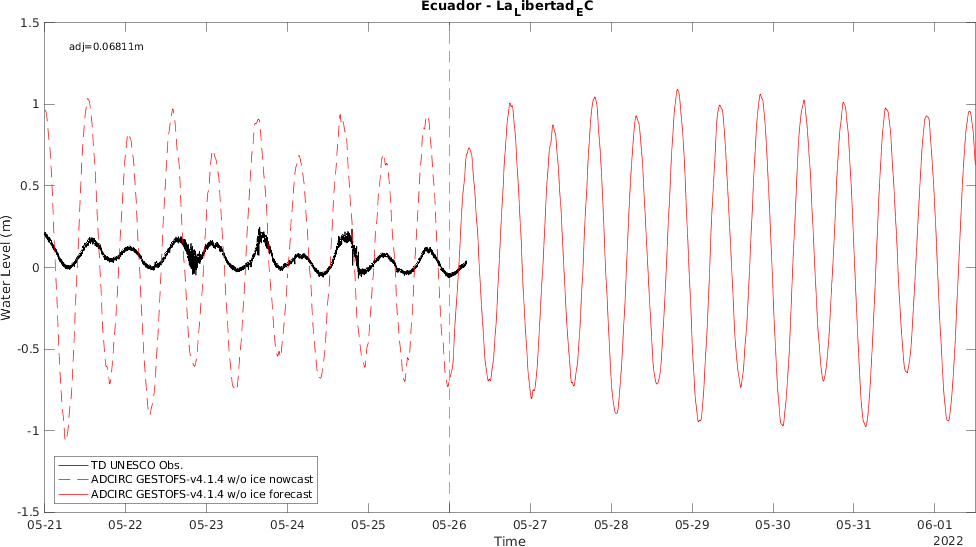 Ecuador - LaLibertadEC
adj=0.06811m
Water Level (m)
1.5
1
0.5
0
-0.5
-1
-1.5
TD UNESCO Obs.
ADCIRC GESTOFS-v4.1.4 w/o ice nowcast
ADCIRC GESTOFS-v4.1.4 w/o ice forecast
05-21 05-22 05-23 05-24 05-25 05-26 05-27 05-28 05-29 05-30 05-31 06-01
Time
2022